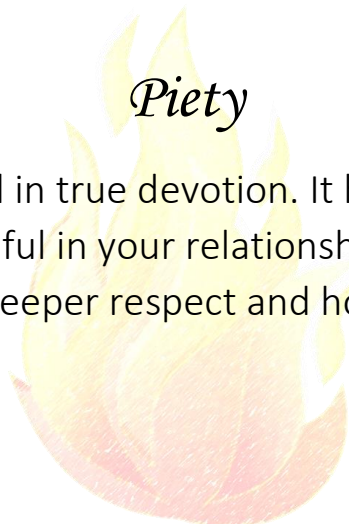 Piety
in true devotion. It
ful in your relationsh
eeper respect and ho